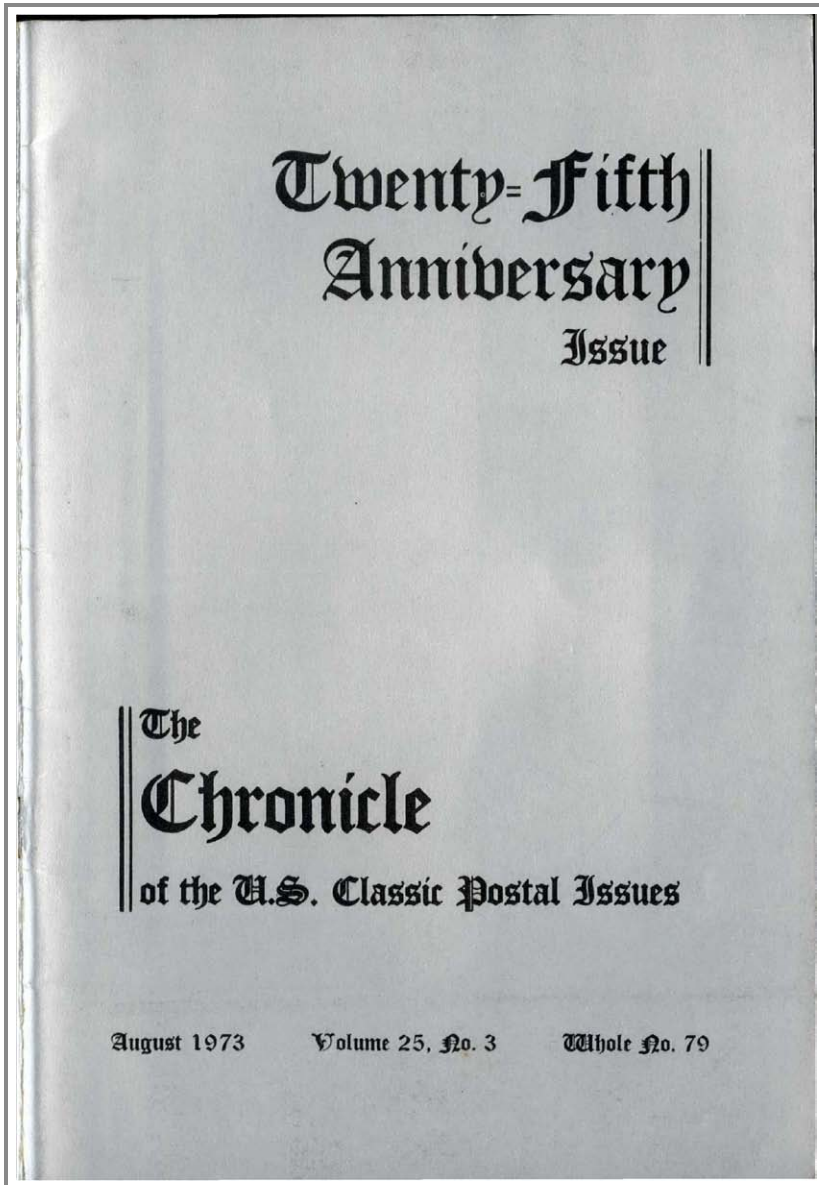 Twenty-Fifth
Anniversary
Issue
The
Chronicle
of the U.S. Classic Postal Issues
August 1973 Volume 25, No. 3 Whole No. 79